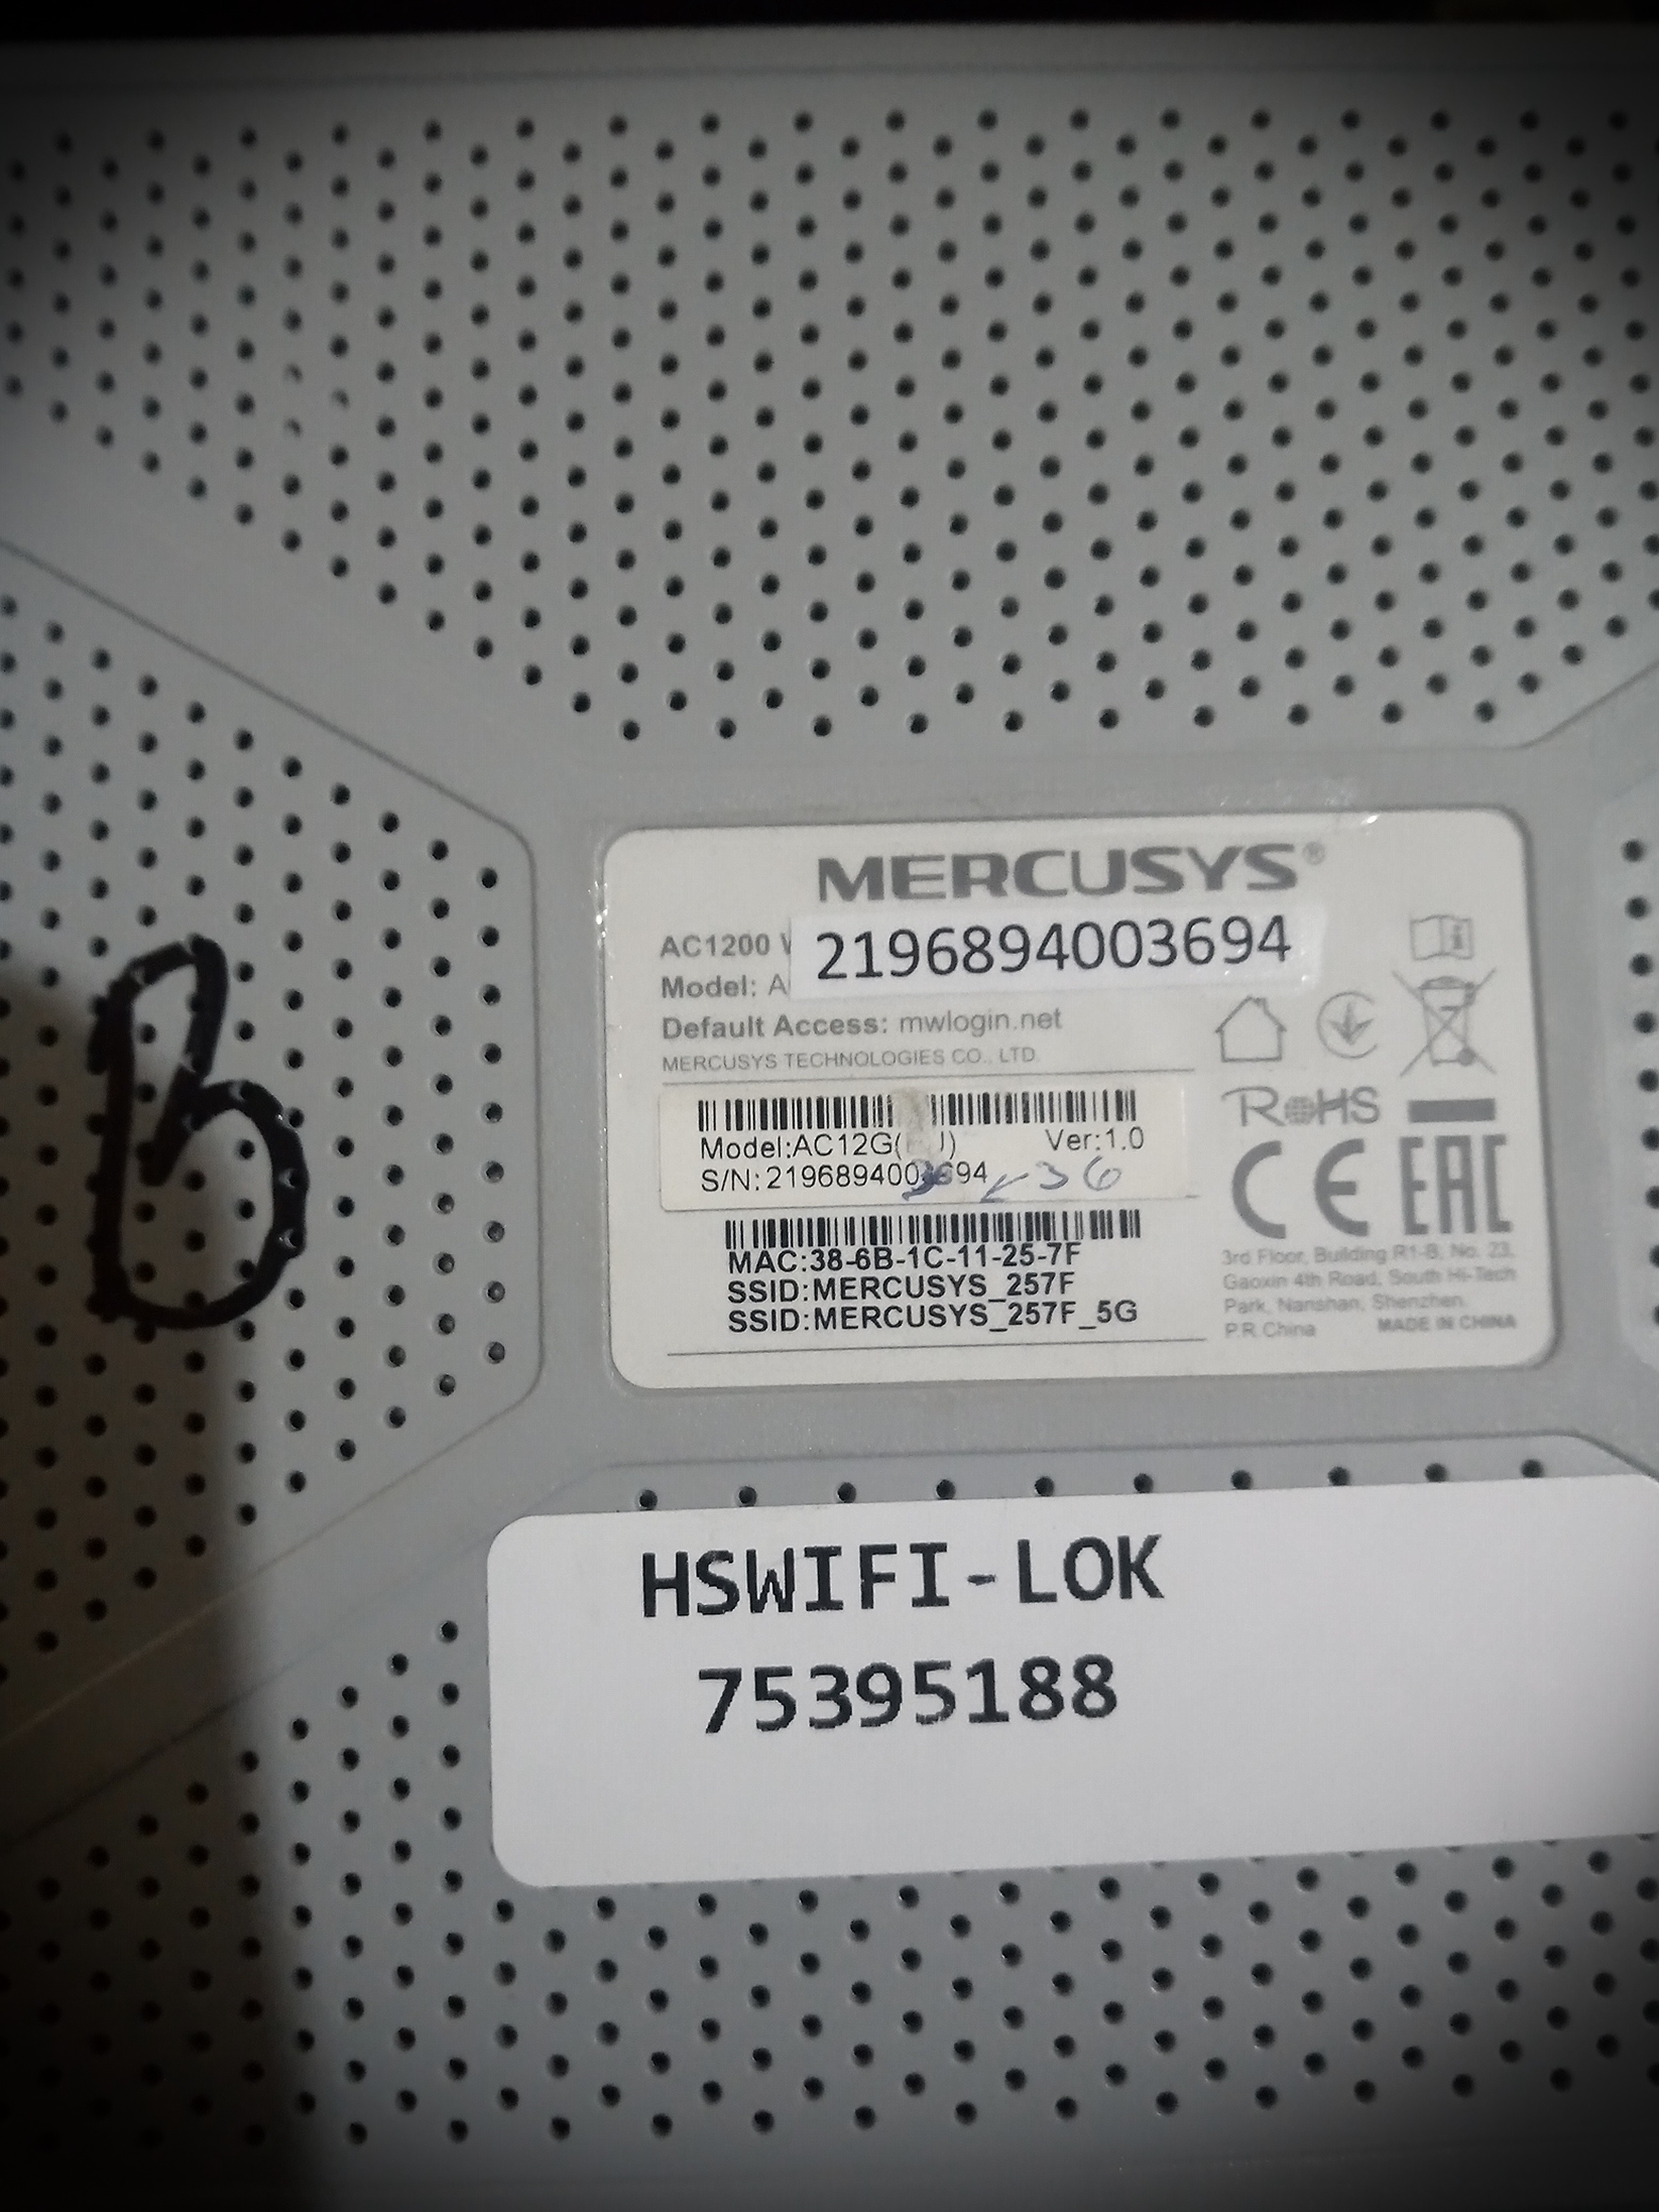 MERCUSYS®
2196894003694
AC1200
Model: A
Default Access: mwlogin.net
MERCUSYS TECHNOLOGIES CO., LTD.
Model:AC12G( Ver:1.0
S/N:2196894003694
36
MAC:38-6B-1C-11-25-7F
SSID:MERCUSYS_257F
SSID:MERCUSYS_257F_5G
RoHS
CE EAC
3rd Floor, Building R1-B, No. 23,
Gaoxin 4th Road, South Hi-Tech
Park, Nanshan, Shenzhen,
P.R.China MADE IN CHINA
B
HSWIFI-LOK
75395188